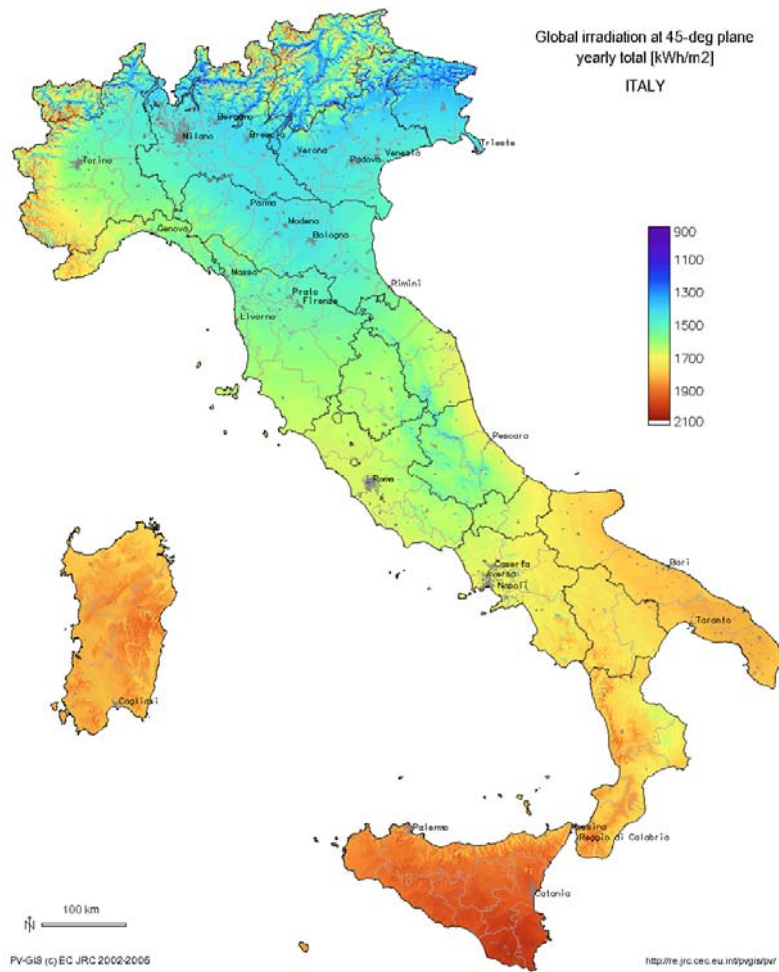 Global irradiation at 45-deg plane
yearly total [kWh/m2]
ITALY
Bergamo
Milano
Brescia
Trieste
Verona
Venezia
Padova
Torino
Parma
Modena
Genova
Bologna
900
1100
1300
1500
1700
1900
2100
Massa
Rimini
Prato
Firenze
Livorno
Pescara
Roma
Caserta
Napoli
Bari
Taranto
Cagliari
Palermo
Messina
Reggio di Calabria
Catania
N
100 km
PV-GIS (c) EC JRC 2002-2006
http://re.jrc.cec.eu.int/pvgis/pv/